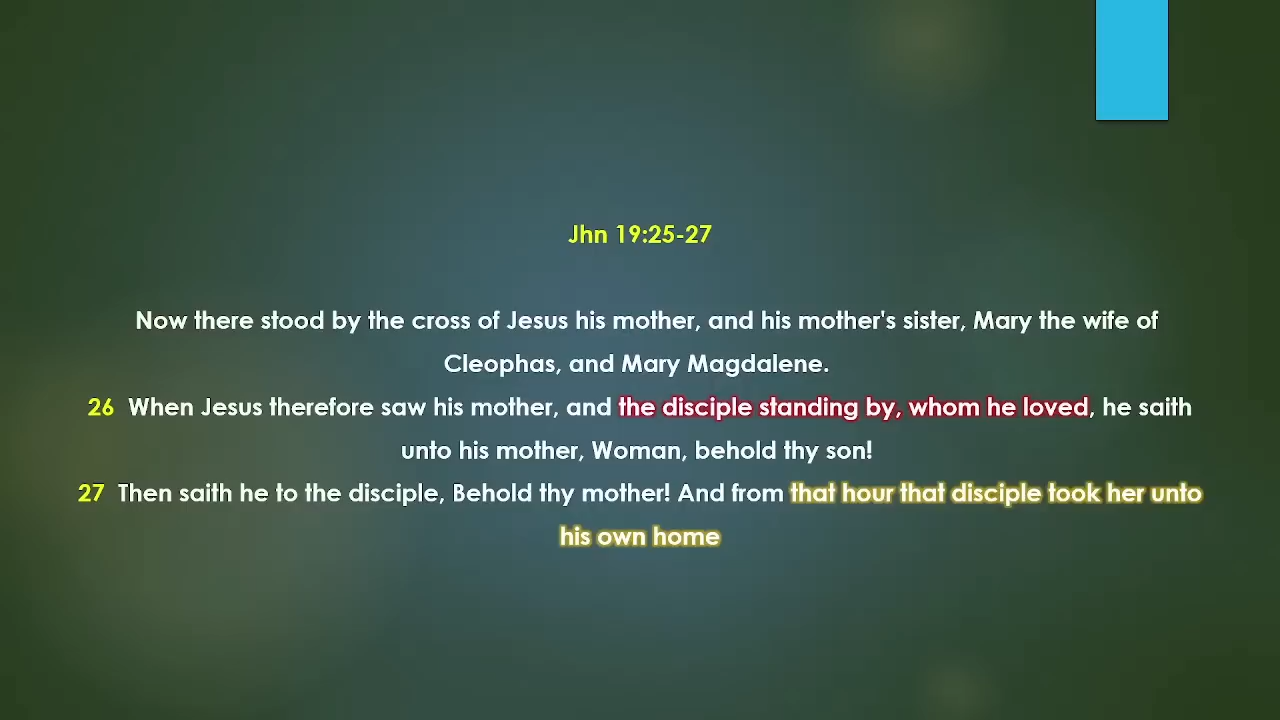 Jhn 19:25-27
Now there stood by the cross of Jesus his mother, and his mother's sister, Mary the wife of
Cleophas, and Mary Magdalene.
26 When Jesus therefore saw his mother, and the disciple standing by, whom he loved, he saith
unto his mother, Woman, behold thy son!
27 Then saith he to the disciple, Behold thy mother! And from that hour that disciple took her unto
his own home